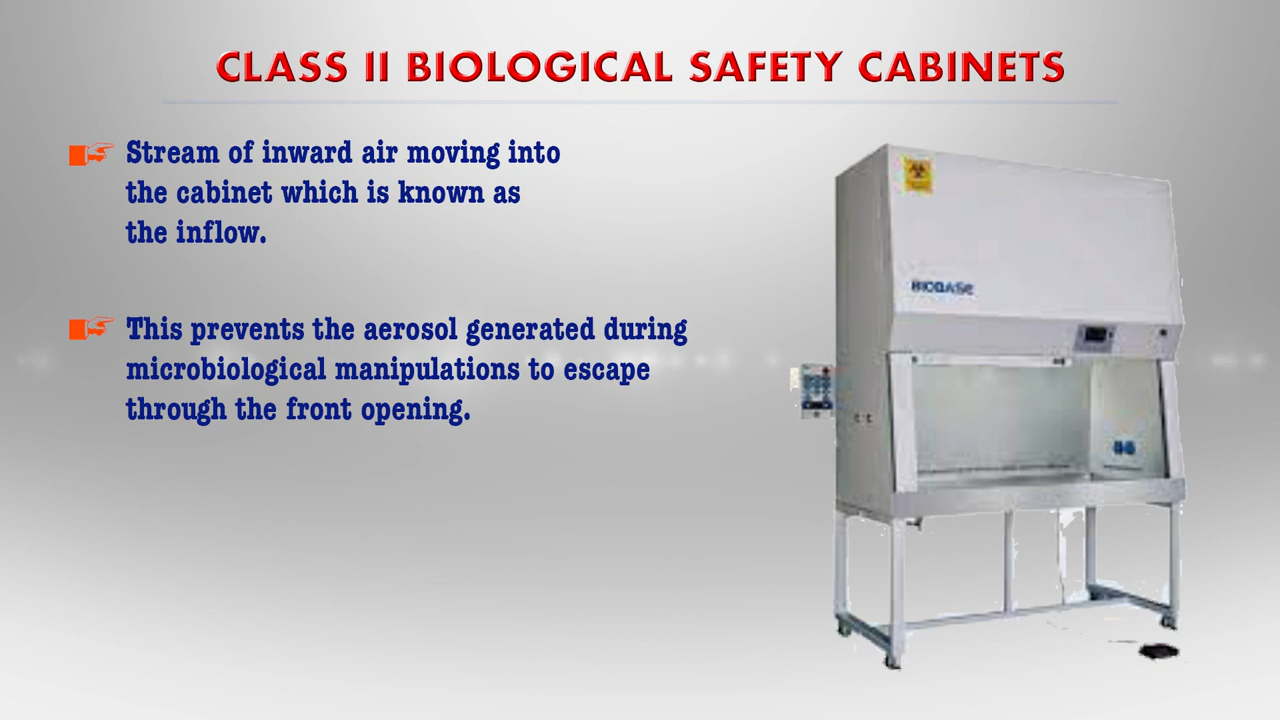 CLASS II BIOLOGICAL SAFETY CABINETS
Stream of inward air moving into
the cabinet which is known as
the inflow.
This prevents the aerosol generated during
microbiological manipulations to escape
through the front opening.
BIOBASE